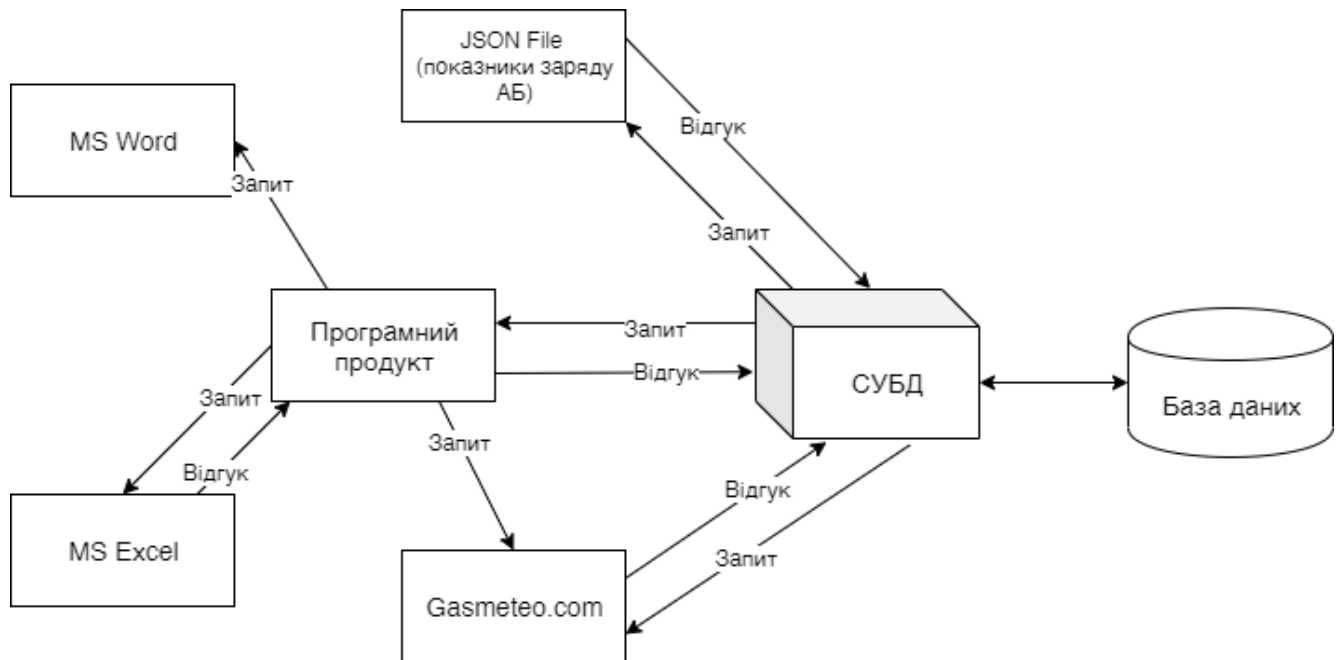 JSON File
(показники заряду
АБ)
MS Word
Відгук
Запит
Запит
Програмний
продукт
Запит
Відгук
СУБД
База даних
Запит
Запит
Відгук
Відгук
Запит
MS Excel
Gasmeteo.com